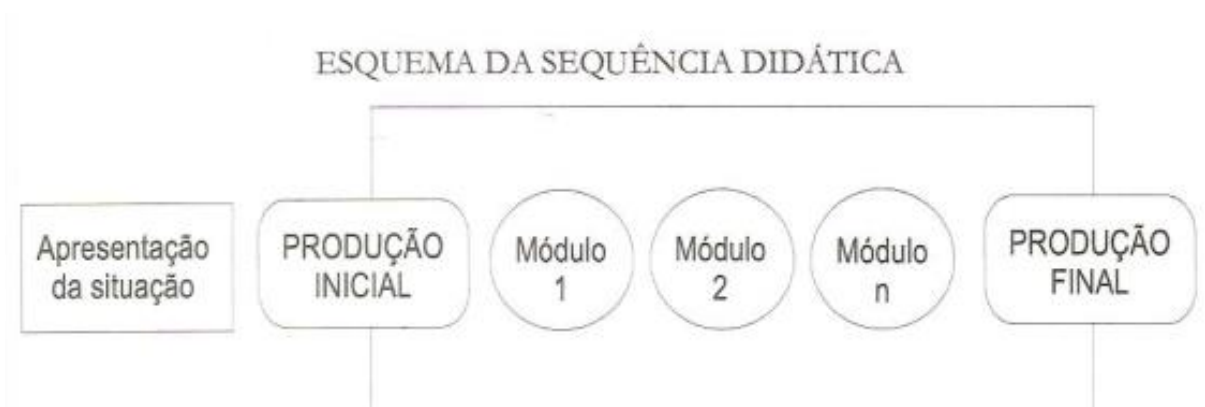 ESQUEMA DA SEQUÊNCIA DIDÁTICA
Apresentação
da situação
PRODUÇÃO
INICIAL
Módulo
1
Módulo
2
Módulo
n
PRODUÇÃO
FINAL